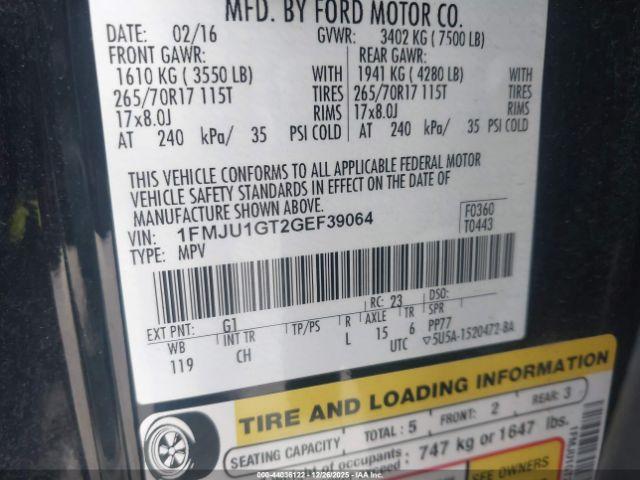 MFD. BY FORD MOTOR CO.
DATE: 02/16 GVWR: 3402 KG ( 7500 LB)
FRONT GAWR: REAR GAWR:
1610 KG ( 3550 LB) WITH 1941 KG ( 4280 LB) WITH
265/70R17 115T TIRES 265/70R17 115T TIRES
17x8.0J RIMS 17x8.0J RIMS
AT 240 kPa/ 35 PSI COLD AT 240 kPa/ 35 PSI COLD
THIS VEHICLE CONFORMS TO ALL APPLICABLE FEDERAL MOTOR
VEHICLE SAFETY STANDARDS IN EFFECT ON THE DATE OF
MANUFACTURE SHOWN ABOVE.
VIN: 1FMJU1GT2GEF39064 F0360
TYPE: MPV T0443
EXT PNT: G1 RC: 23 DSO:
WB INT TR TP/PS R AXLE TR SPR
119 CH L 15 6 PP77
UTC ▽5U5A-1520472-BA
TIRE AND LOADING INFORMATION
SEATING CAPACITY TOTAL : 5 FRONT: 2 REAR: 3
of occupants: 747 kg or 1647 lbs.
SEE OWNERS
©-44036122 - 12/26/2025 - IAAI